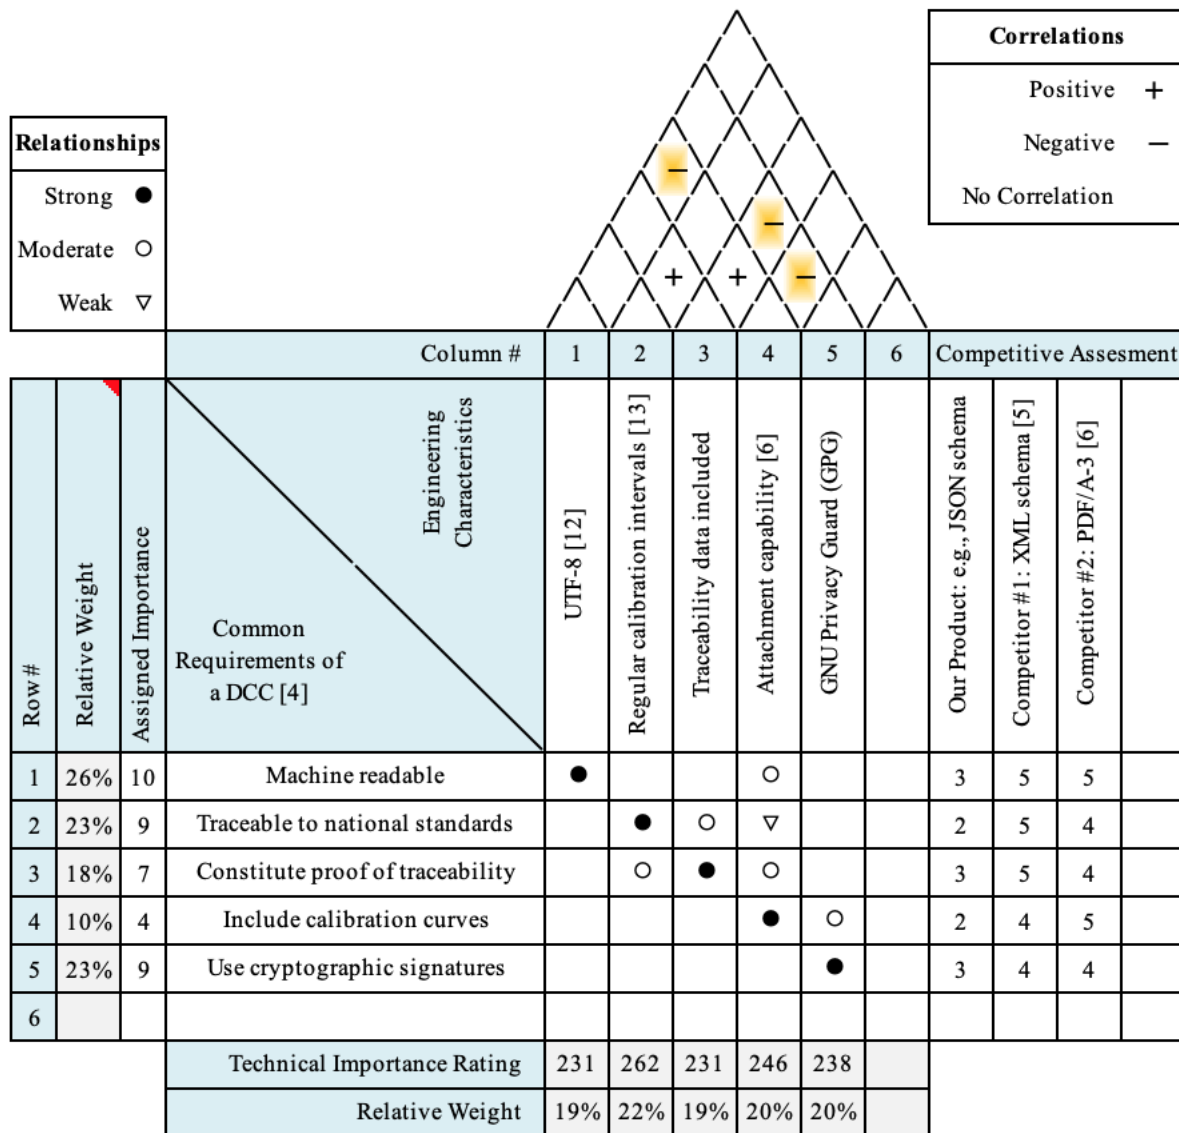 Correlations
Positive +
Negative −
No Correlation
Relationships
Strong ●
Moderate ○
Weak ▽
−
−
+ + −
Column # 1 2 3 4 5 6 Competitive Assesment
Row #
Relative Weight
Assigned Importance
Engineering
Characteristics
Common
Requirements of
a DCC [4]
UTF-8 [12]
Regular calibration intervals [13]
Traceability data included
Attachment capability [6]
GNU Privacy Guard (GPG)
Our Product: e.g., JSON schema
Competitor #1: XML schema [5]
Competitor #2: PDF/A-3 [6]
1 26% 10 Machine readable ● ○ 3 5 5
2 23% 9 Traceable to national standards ● ○ ▽ 2 5 4
3 18% 7 Constitute proof of traceability ○ ● ○ 3 5 4
4 10% 4 Include calibration curves ● ○ 2 4 5
5 23% 9 Use cryptographic signatures ● 3 4 4
6
Technical Importance Rating 231 262 231 246 238
Relative Weight 19% 22% 19% 20% 20%